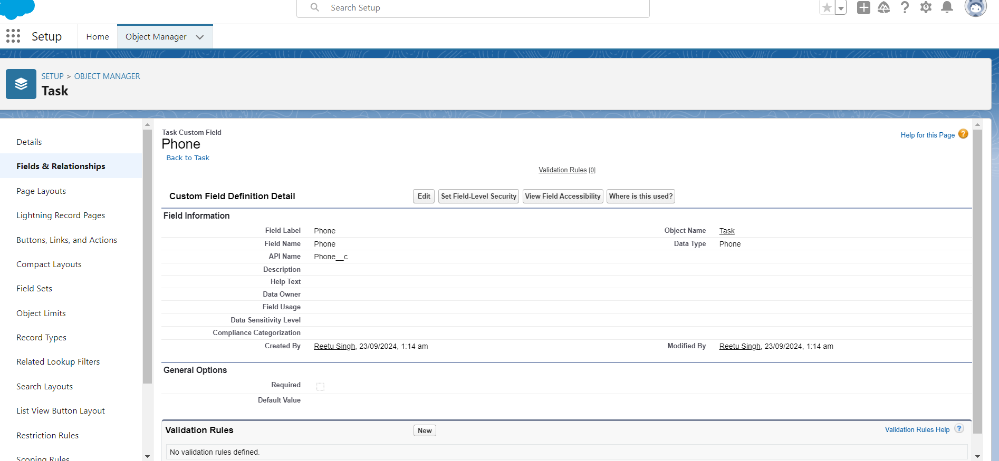 Search Setup
Setup
Home
Object Manager
SETUP > OBJECT MANAGER
Task
Details
Fields & Relationships
Page Layouts
Lightning Record Pages
Buttons, Links, and Actions
Compact Layouts
Field Sets
Object Limits
Record Types
Related Lookup Filters
Search Layouts
List View Button Layout
Restriction Rules
Scoping Rules
Task Custom Field
Phone
Back to Task
Help for this Page ?
Validation Rules [0]
Custom Field Definition Detail
Edit
Set Field-Level Security
View Field Accessibility
Where is this used?
Field Information
Field Label Phone
Object Name Task
Field Name Phone
Data Type Phone
API Name Phone__c
Description
Help Text
Data Owner
Field Usage
Data Sensitivity Level
Compliance Categorization
Created By Reetu Singh, 23/09/2024, 1:14 am
Modified By Reetu Singh, 23/09/2024, 1:14 am
General Options
Required
Default Value
Validation Rules
New
Validation Rules Help ?
No validation rules defined.